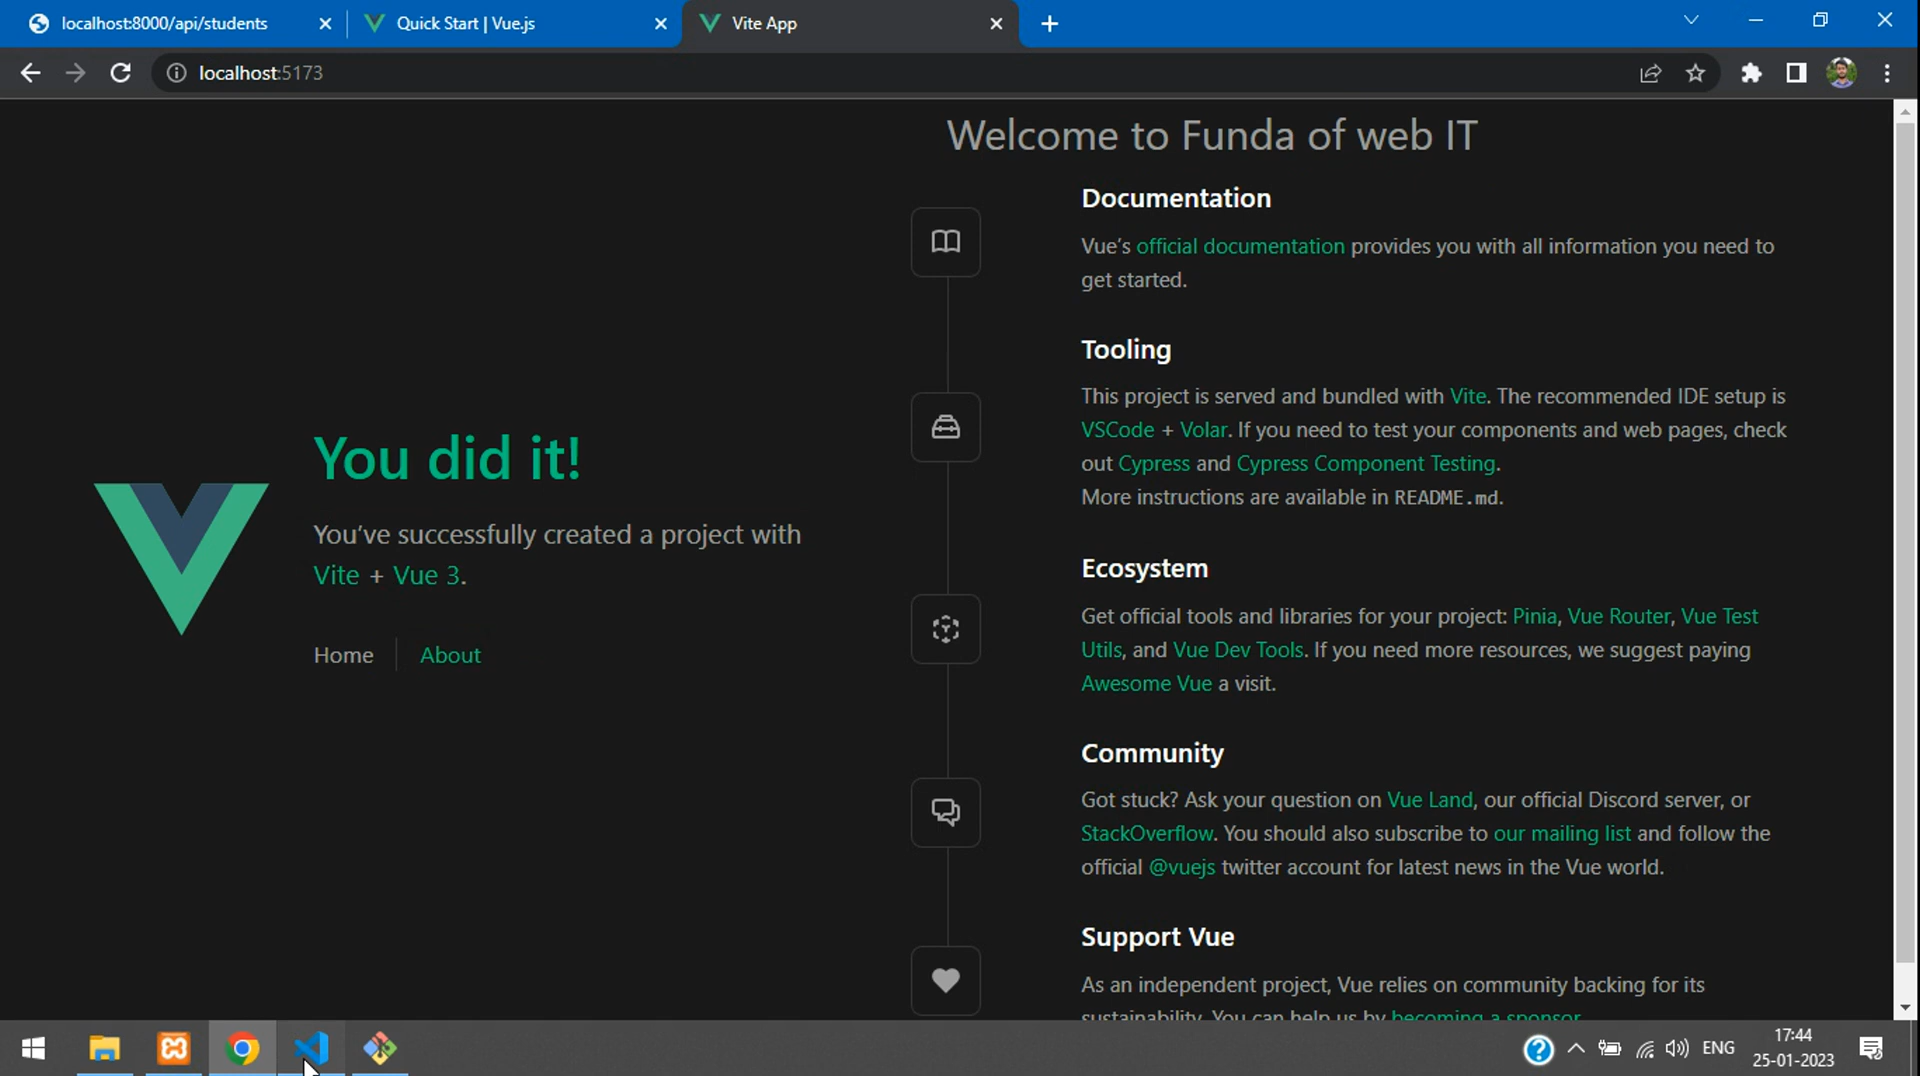 localhost:8000/api/students
Quick Start | Vue.js
Vite App
localhost:5173
Welcome to Funda of web IT
Documentation
Vue’s official documentation provides you with all information you need to
get started.
Tooling
This project is served and bundled with Vite. The recommended IDE setup is
VSCode + Volar. If you need to test your components and web pages, check
out Cypress and Cypress Component Testing.
More instructions are available in README.md.
You did it!
You’ve successfully created a project with
Vite + Vue 3.
Home
About
Ecosystem
Get official tools and libraries for your project: Pinia, Vue Router, Vue Test
Utils, and Vue Dev Tools. If you need more resources, we suggest paying
Awesome Vue a visit.
Community
Got stuck? Ask your question on Vue Land, our official Discord server, or
StackOverflow. You should also subscribe to our mailing list and follow the
official @vuejs twitter account for latest news in the Vue world.
Support Vue
As an independent project, Vue relies on community backing for its
sustainability. You can help us by becoming a sponsor
ENG
17:44
25-01-2023